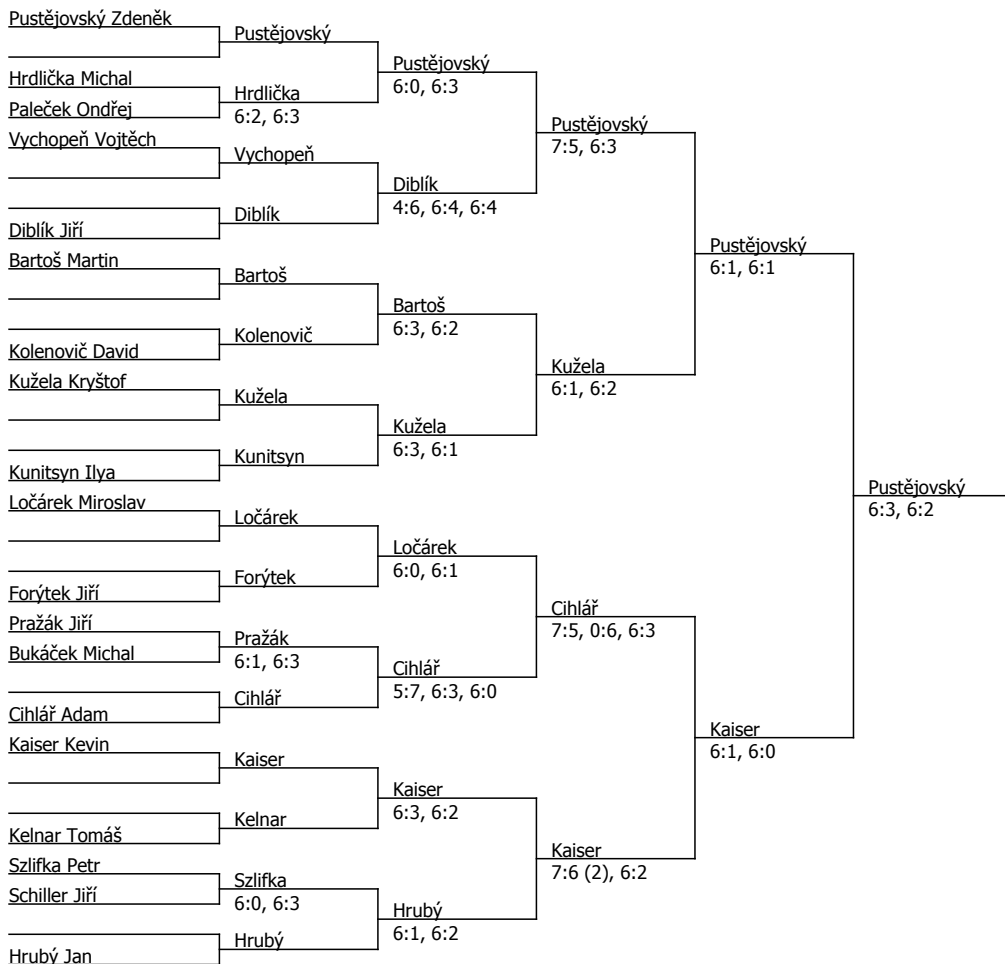 Pustějovský Zdeněk
Hrdlička Michal
Paleček Ondřej
Vychopeň Vojtěch
Diblík Jiří
Bartoš Martin
Kolenovič David
Kužela Kryštof
Kunitsyn Ilya
Ločárek Miroslav
Forýtek Jiří
Pražák Jiří
Bukáček Michal
Cihlář Adam
Kaiser Kevin
Kelnar Tomáš
Szlifka Petr
Schiller Jiří
Hrubý Jan
Pustějovský
Hrdlička
6:2, 6:3
Vychopeň
Diblík
Bartoš
Kolenovič
Kužela
Kunitsyn
Ločárek
Forýtek
Pražák
6:1, 6:3
Cihlář
Kaiser
Kelnar
Szlifka
6:0, 6:3
Hrubý
Pustějovský
6:0, 6:3
Diblík
4:6, 6:4, 6:4
Bartoš
6:3, 6:2
Kužela
6:3, 6:1
Ločárek
6:0, 6:1
Cihlář
5:7, 6:3, 6:0
Kaiser
6:3, 6:2
Hrubý
6:1, 6:2
Pustějovský
7:5, 6:3
Kužela
6:1, 6:2
Cihlář
7:5, 0:6, 6:3
Kaiser
7:6 (2), 6:2
Pustějovský
6:1, 6:1
Kaiser
6:1, 6:0
Pustějovský
6:3, 6:2